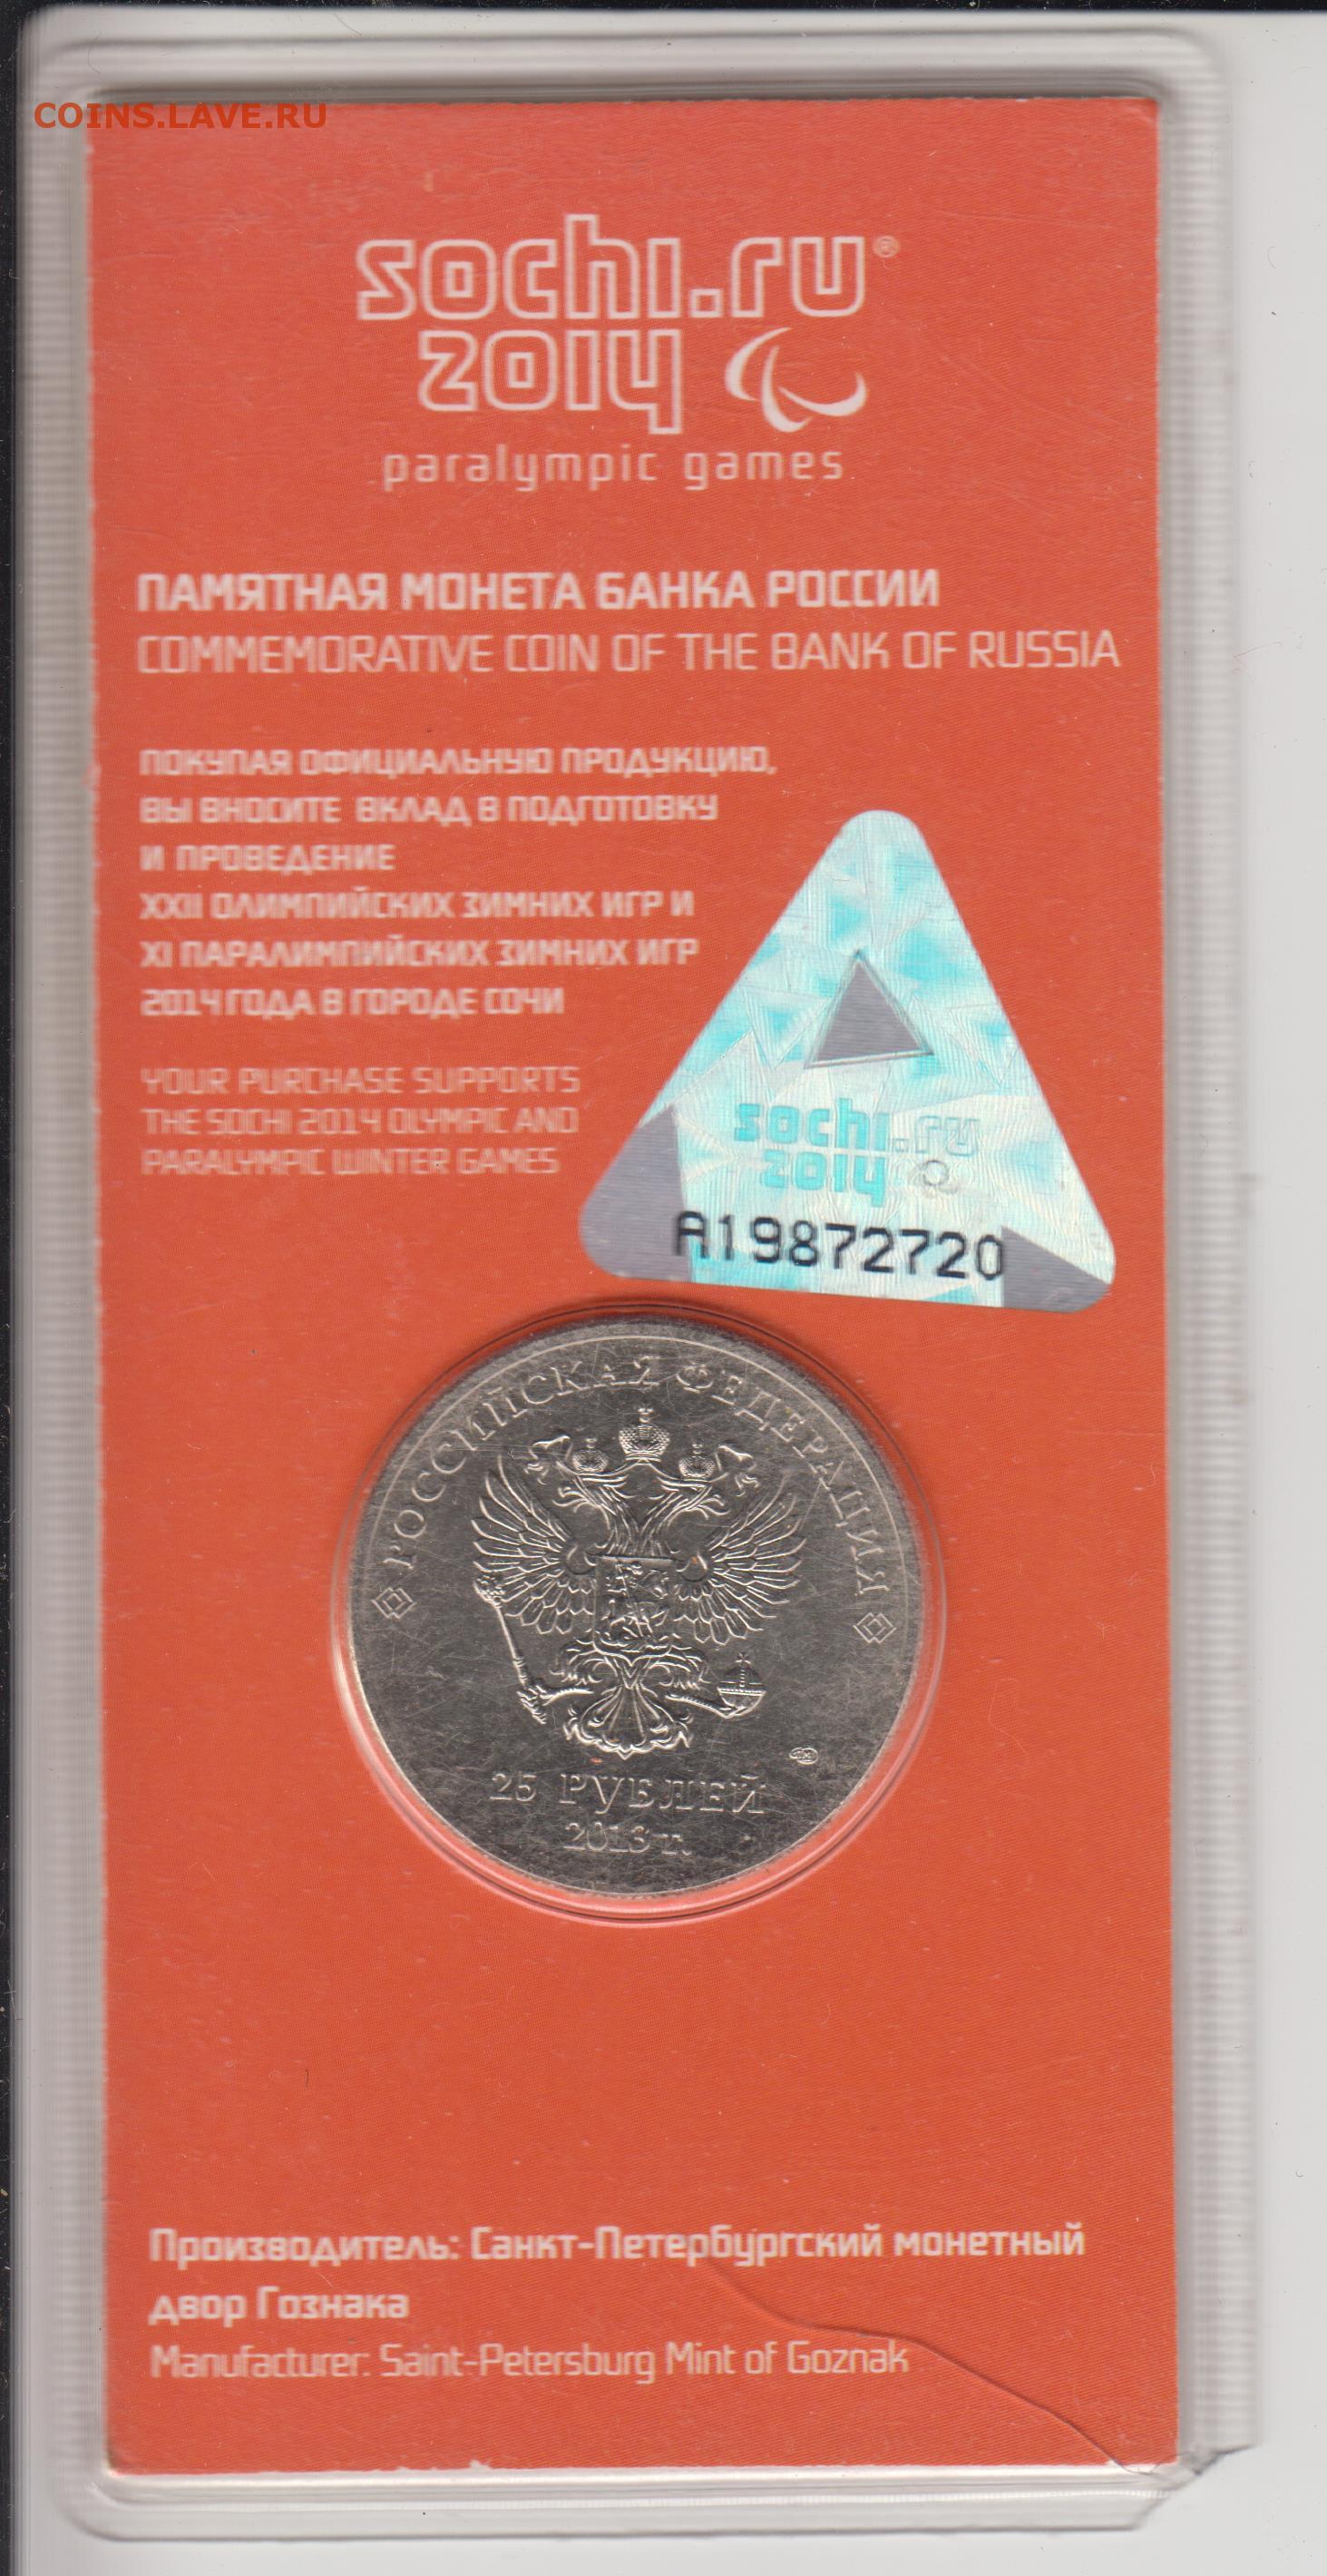 COINS.LAVE.RU
sochi.ru®
2014
paralympic games
ПАМЯТНАЯ МОНЕТА БАНКА РОССИИ
COMMEMORATIVE COIN OF THE BANK OF RUSSIA
ПОКУПАЯ ОФИЦИАЛЬНУЮ ПРОДУКЦИЮ,
ВЫ ВНОСИТЕ ВКЛАД В ПОДГОТОВКУ
И ПРОВЕДЕНИЕ
XXII ОЛИМПИЙСКИХ ЗИМНИХ ИГР И
XI ПАРАЛИМПИЙСКИХ ЗИМНИХ ИГР
2014 ГОДА В ГОРОДЕ СОЧИ
YOUR PURCHASE SUPPORTS
THE SOCHI 2014 OLYMPIC AND
PARALYMPIC WINTER GAMES
sochi.ru
2014
A19872720
РОССИЙСКАЯ ФЕДЕРАЦИЯ
25 РУБЛЕЙ
2013 г.
Производитель: Санкт-Петербургский монетный
двор Гознака
Manufacturer: Saint-Petersburg Mint of Goznak